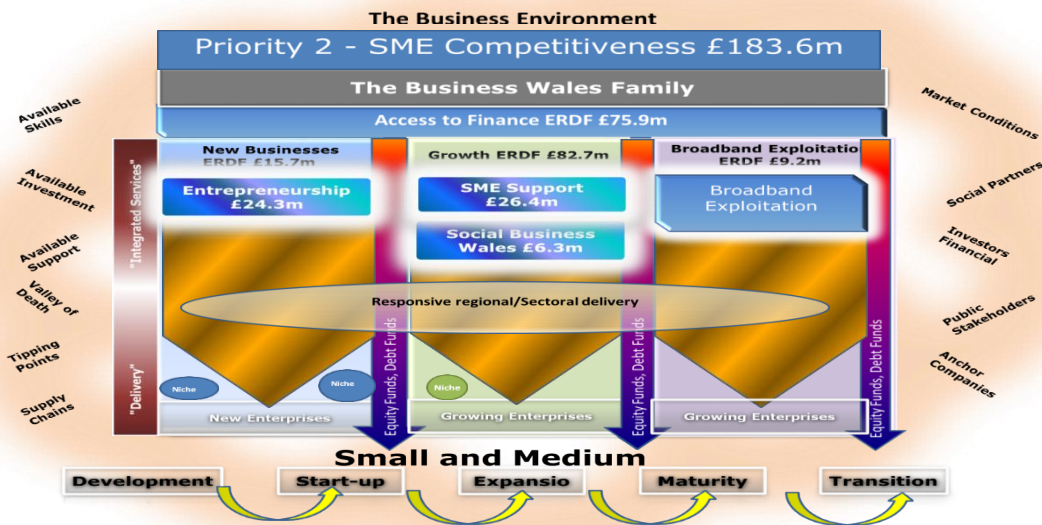 The Business Environment
Priority 2 - SME Competitiveness £183.6m
The Business Wales Family
Access to Finance ERDF £75.9m
Available
Skills
Available
Investment
Available
Support
Valley of
Death
Tipping
Points
Supply
Chains
"Integrated Services"
"Delivery"
New Businesses
ERDF £15.7m
Entrepreneurship
£24.3m
Growth ERDF £82.7m
SME Support
£26.4m
Social Business
Wales £6.3m
Broadband Exploitatio
ERDF £9.2m
Broadband
Exploitation
Responsive regional/Sectoral delivery
Niche
Niche
Niche
New Enterprises
Growing Enterprises
Growing Enterprises
Equity Funds, Debt Funds
Equity Funds, Debt Funds
Equity Funds, Debt Funds
Market Conditions
Social Partners
Investors
Financial
Public
Stakeholders
Anchor
Companies
Small and Medium
Development
Start-up
Expansio
Maturity
Transition